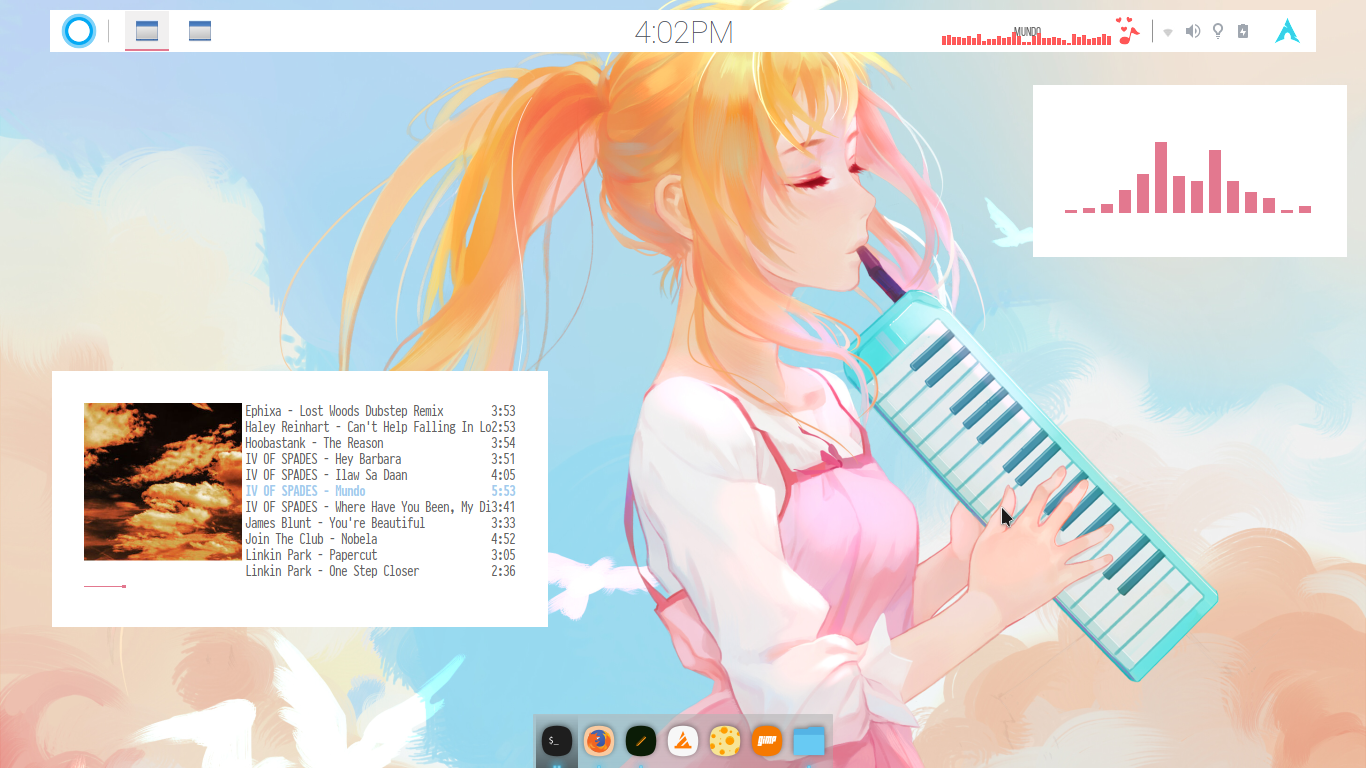 4:02PM
MUNDO
Ephixa - Lost Woods Dubstep Remix 3:53
Haley Reinhart - Can't Help Falling In Lo2:53
Hoobastank - The Reason 3:54
IV OF SPADES - Hey Barbara 3:51
IV OF SPADES - Ilaw Sa Daan 4:05
IV OF SPADES - Mundo 5:53
IV OF SPADES - Where Have You Been, My Di3:41
James Blunt - You're Beautiful 3:33
Join The Club - Nobela 4:52
Linkin Park - Papercut 3:05
Linkin Park - One Step Closer 2:36
$_
GIMP